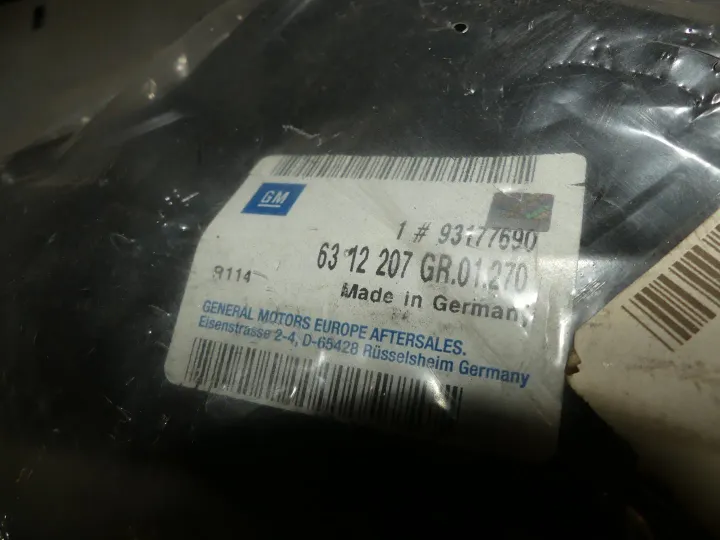 GM
1 # 93177690
63 12 207 GR.01.270
Made in Germany
GENERAL MOTORS EUROPE AFTERSALES.
Eisenstrasse 2-4, D-65428 Rüsselsheim Germany